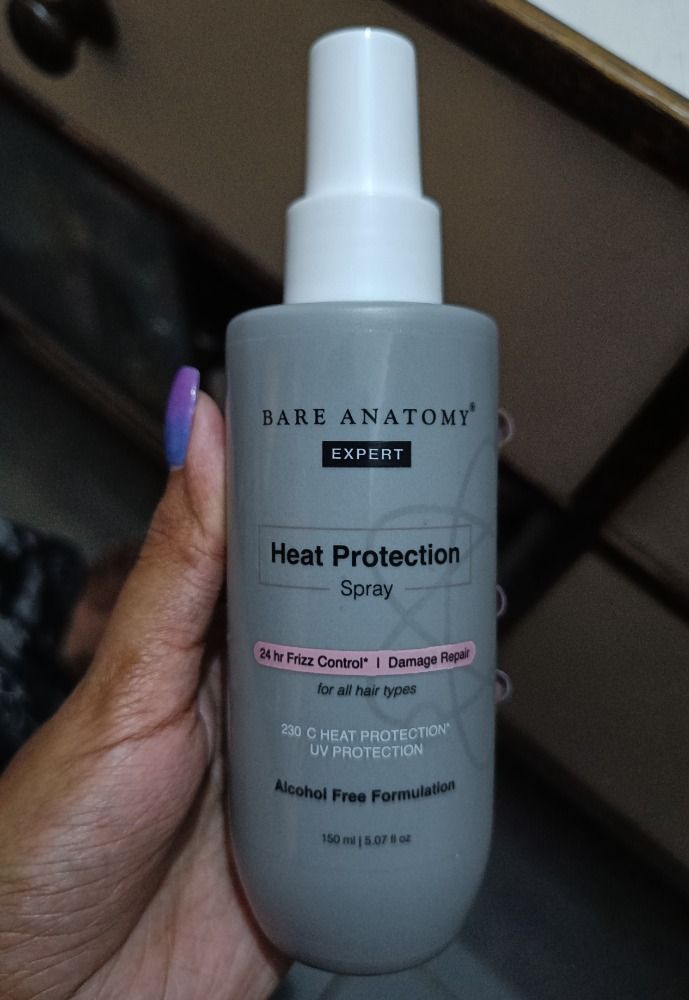 BARE ANATOMY®
EXPERT
Heat Protection
Spray
24 hr Frizz Control* | Damage Repair
for all hair types
230 C HEAT PROTECTION^
UV PROTECTION
Alcohol Free Formulation
150 ml | 5.07 fl oz